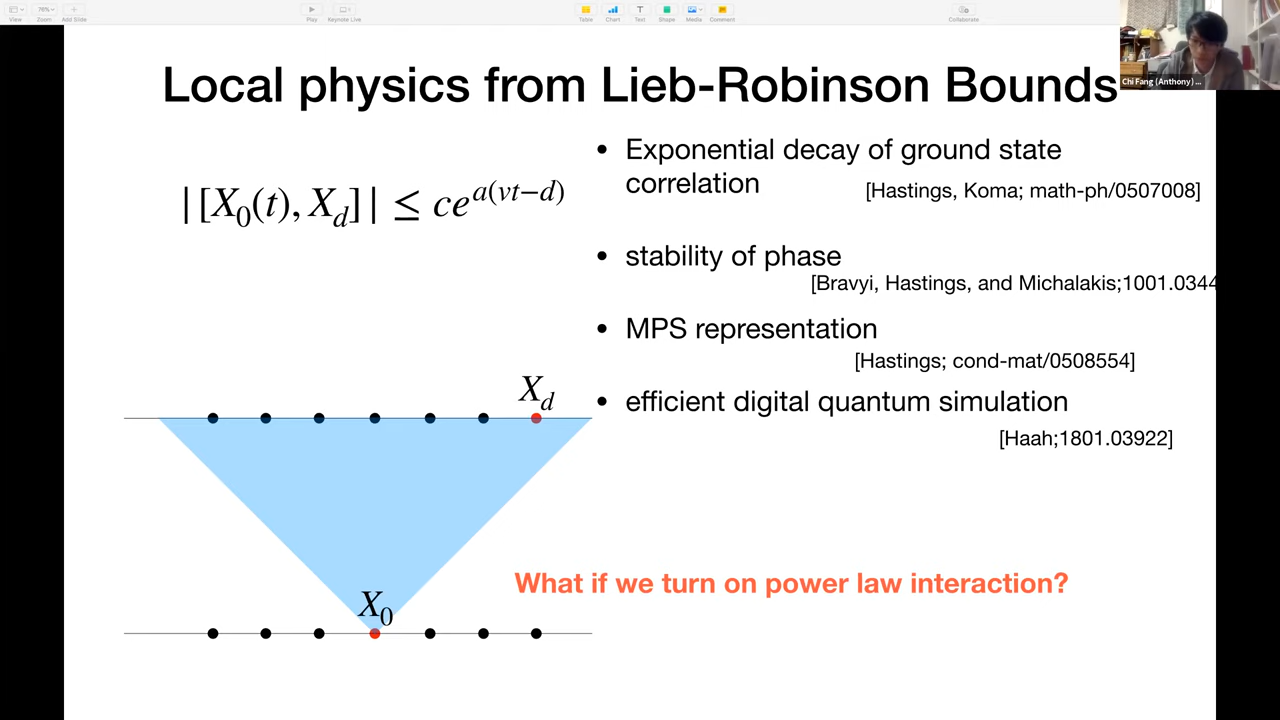 View
Zoom
Add Slide
Play
Keynote Live
Table
Chart
Text
Shape
Media
Comment
Collaborate
Chi Fang (Anthony) ...
Local physics from Lieb-Robinson Bounds
|[X_0(t), X_d]| ≤ ce^{a(vt−d)}
• Exponential decay of ground state
correlation
[Hastings, Koma; math-ph/0507008]
• stability of phase
[Bravyi, Hastings, and Michalakis;1001.0344
• MPS representation
[Hastings; cond-mat/0508554]
• efficient digital quantum simulation
[Haah;1801.03922]
X_d
What if we turn on power law interaction?
X_0